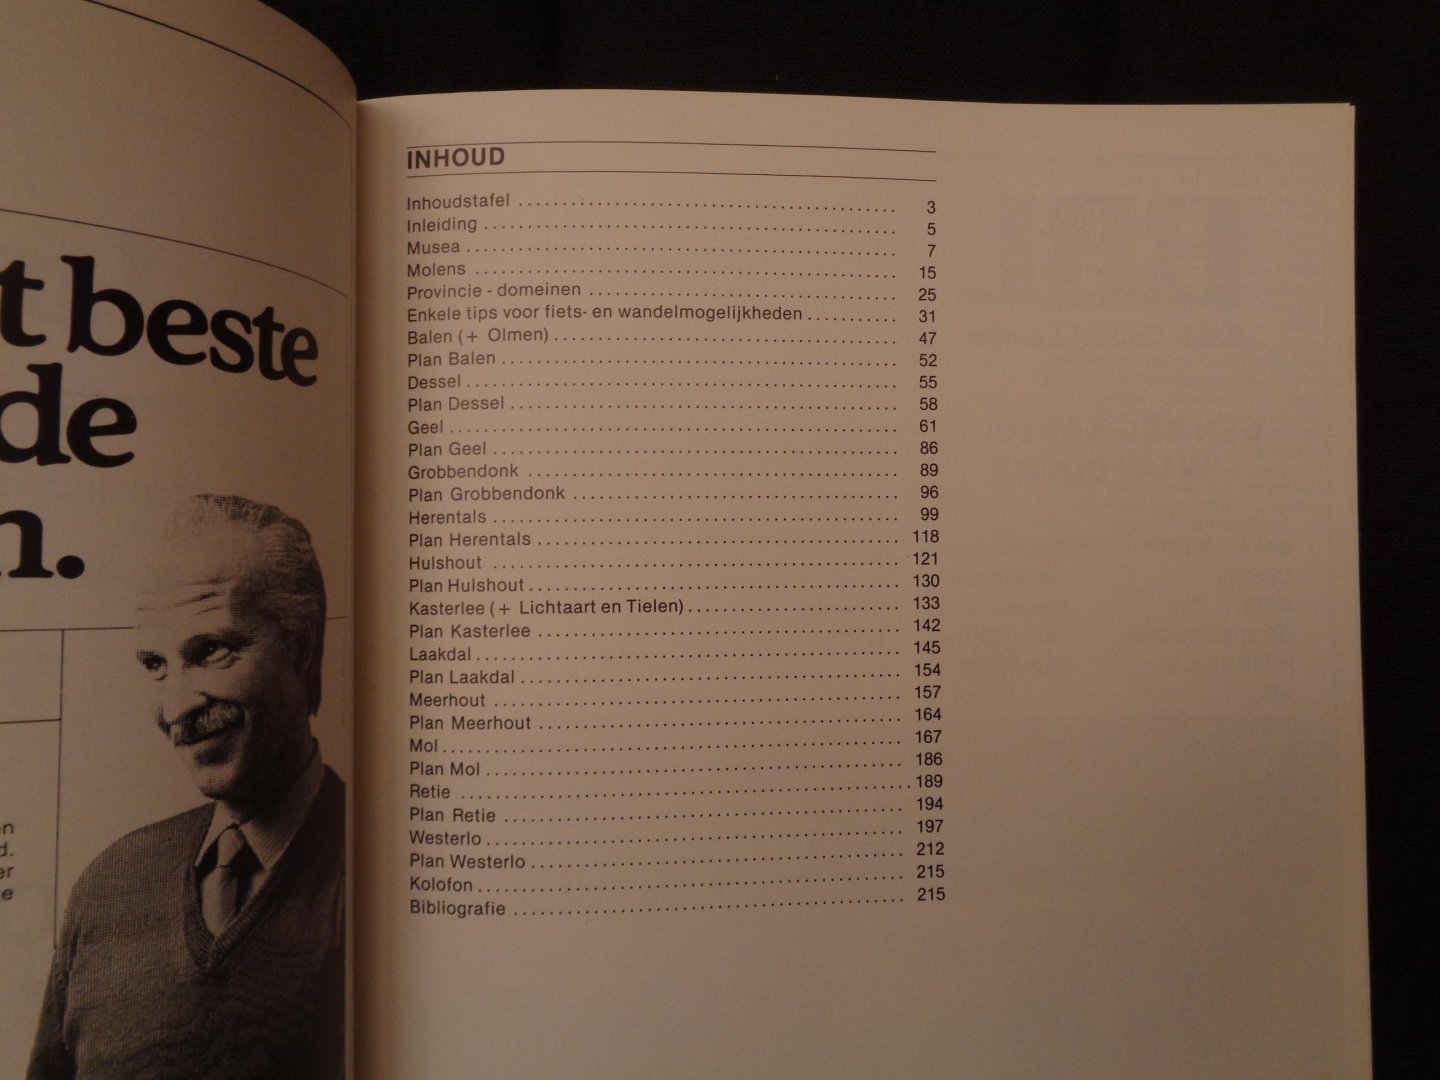 t beste
de
n.
n
d.
er
e
INHOUD
Inhoudstafel 3
Inleiding 5
Musea 7
Molens 15
Provincie - domeinen 25
Enkele tips voor fiets- en wandelmogelijkheden 31
Balen (+ Olmen) 47
Plan Balen 52
Dessel 55
Plan Dessel 58
Geel 61
Plan Geel 86
Grobbendonk 89
Plan Grobbendonk 96
Herentals 99
Plan Herentals 118
Hulshout 121
Plan Hulshout 130
Kasterlee (+ Lichtaart en Tielen) 133
Plan Kasterlee 142
Laakdal 145
Plan Laakdal 154
Meerhout 157
Plan Meerhout 164
Mol 167
Plan Mol 186
Retie 189
Plan Retie 194
Westerlo 197
Plan Westerlo 212
Kolofon 215
Bibliografie 215